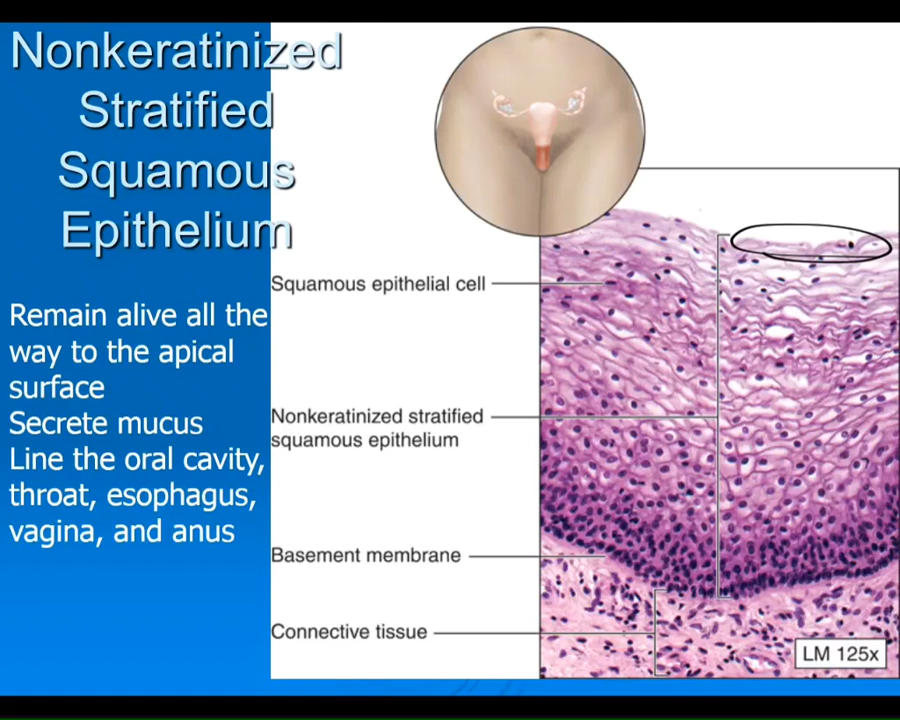 Nonkeratinized
Stratified
Squamous
Epithelium
Remain alive all the
way to the apical
surface
Secrete mucus
Line the oral cavity,
throat, esophagus,
vagina, and anus
Squamous epithelial cell
Nonkeratinized stratified
squamous epithelium
Basement membrane
Connective tissue
LM 125x